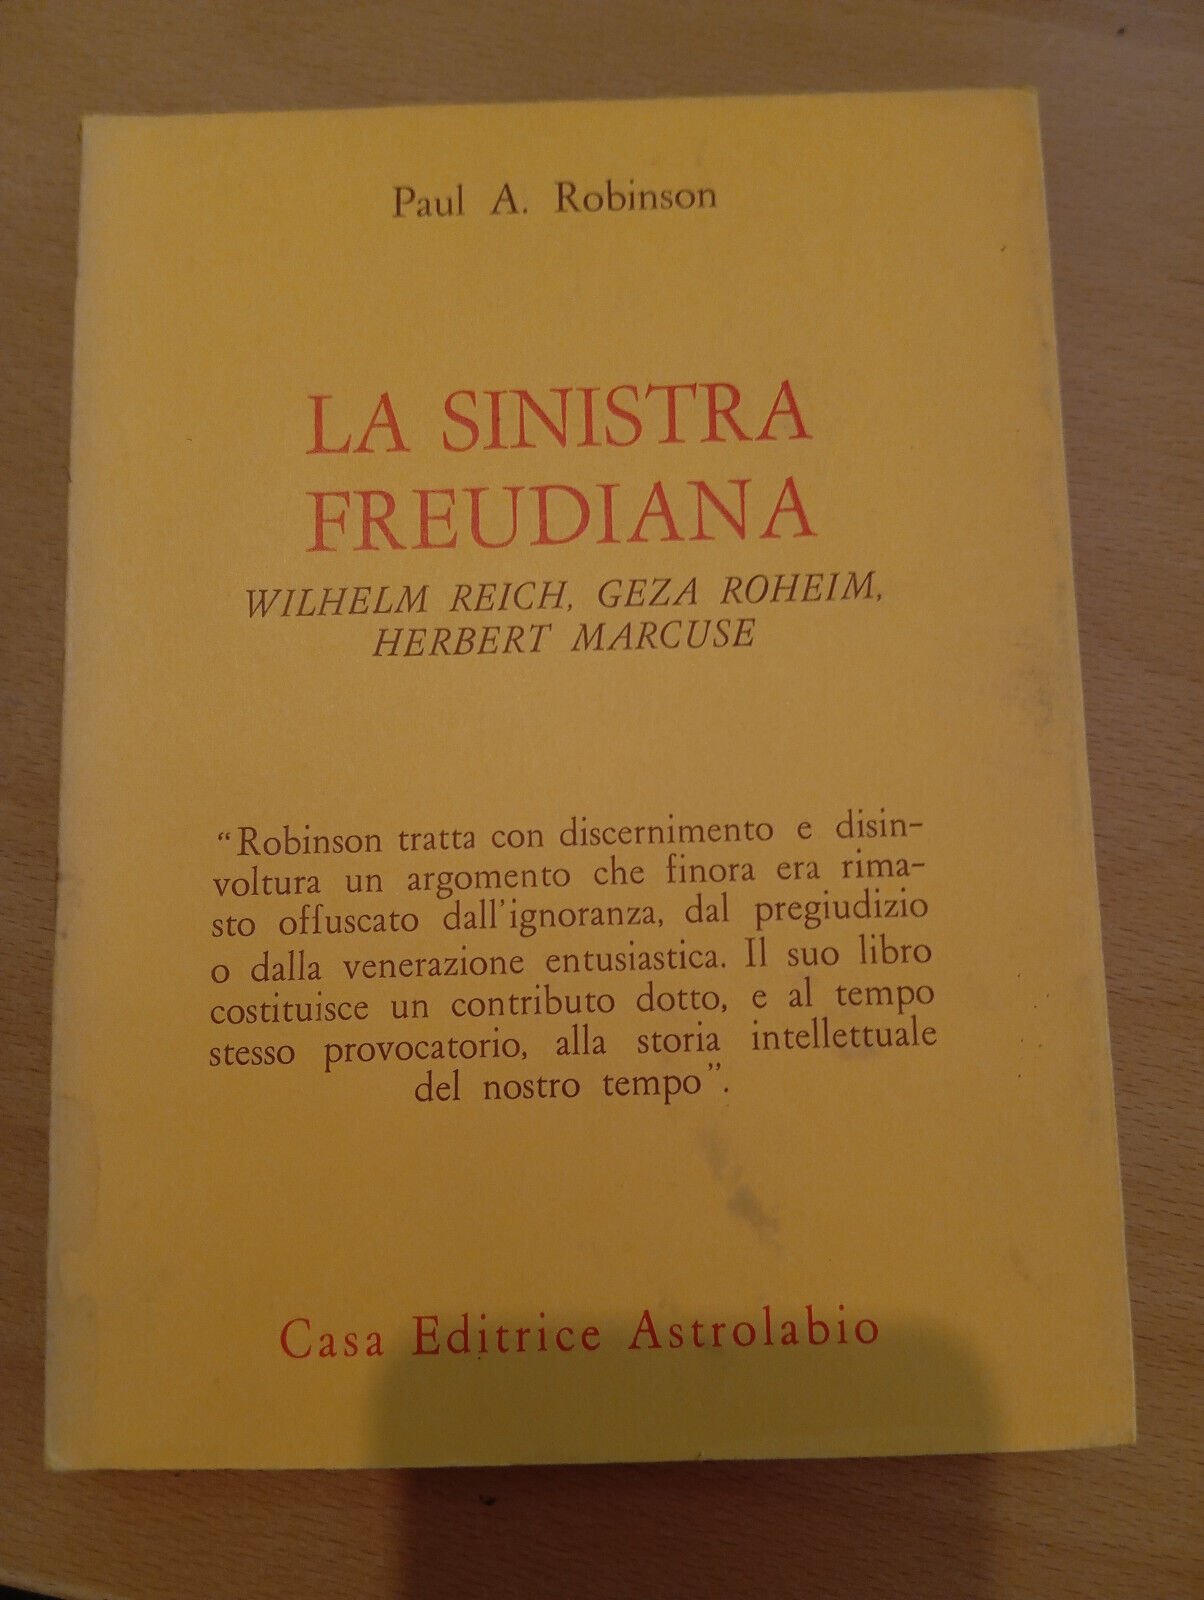 Paul A. Robinson
LA SINISTRA
FREUDIANA
WILHELM REICH, GEZA ROHEIM,
HERBERT MARCUSE
“Robinson tratta con discernimento e disin-
voltura un argomento che finora era rima-
sto offuscato dall'ignoranza, dal pregiudizio
o dalla venerazione entusiastica. Il suo libro
costituisce un contributo dotto, e al tempo
stesso provocatorio, alla storia intellettuale
del nostro tempo”.
Casa Editrice Astrolabio